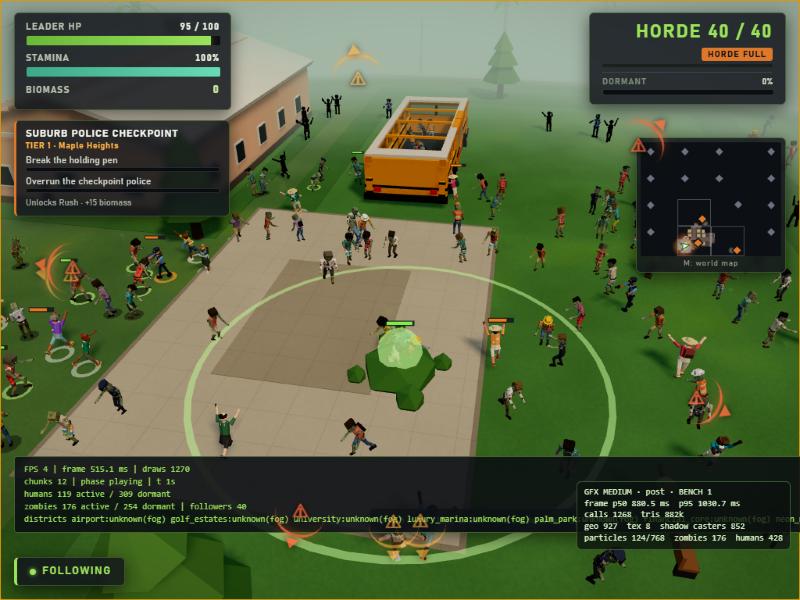 LEADER HP 95 / 100
STAMINA 100%
BIOMASS 0
HORDE 40 / 40
HORDE FULL
DORMANT 0%
SUBURB POLICE CHECKPOINT
TIER 1 · Maple Heights
Break the holding pen
Overrun the checkpoint police
Unlocks Rush · +15 biomass
M: world map
FPS 4 | frame 515.1 ms | draws 1270
chunks 12 | phase playing | t 1s
humans 119 active / 309 dormant
zombies 176 active / 254 dormant | followers 40
districts airport:unknown(fog) golf_estates:unknown(fog) university:unknown(fog) luxury_marina:unknown(fog) palm_park
GFX MEDIUM · post · BENCH 1
frame p50 880.5 ms p95 1030.7 ms
calls 1268 tris 882k
geo 927 tex 8 shadow casters 852
particles 124/768 zombies 176 humans 428
FOLLOWING